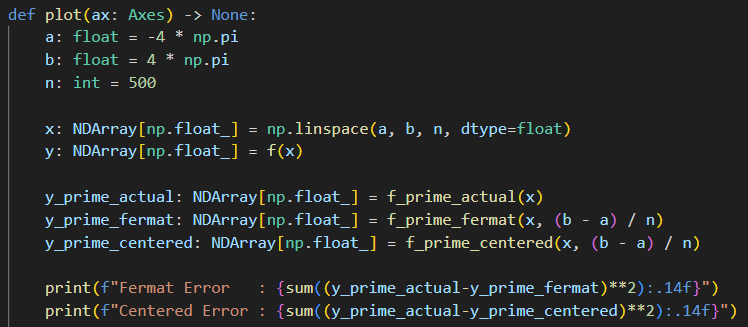 def plot(ax: Axes) -> None:
    a: float = -4 * np.pi
    b: float = 4 * np.pi
    n: int = 500

    x: NDArray[np.float_] = np.linspace(a, b, n, dtype=float)
    y: NDArray[np.float_] = f(x)

    y_prime_actual: NDArray[np.float_] = f_prime_actual(x)
    y_prime_fermat: NDArray[np.float_] = f_prime_fermat(x, (b - a) / n)
    y_prime_centered: NDArray[np.float_] = f_prime_centered(x, (b - a) / n)

    print(f"Fermat Error   : {sum((y_prime_actual-y_prime_fermat)**2):.14f}")
    print(f"Centered Error : {sum((y_prime_actual-y_prime_centered)**2):.14f}")